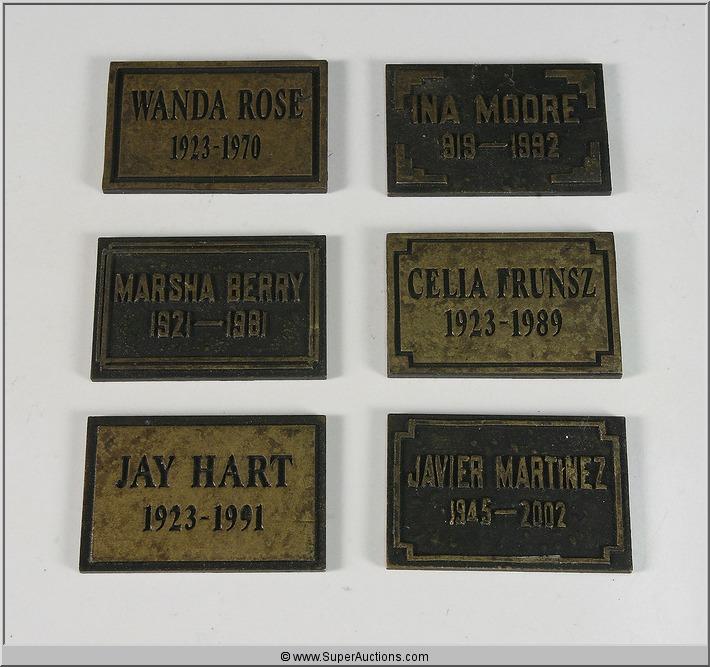 WANDA ROSE
1923-1970
INA MOORE
919—1992
MARSHA BERRY
1921—1981
CELIA FRUNSZ
1923-1989
JAY HART
1923-1991
JAVIER MARTINEZ
1945—2002
© www.SuperAuctions.com